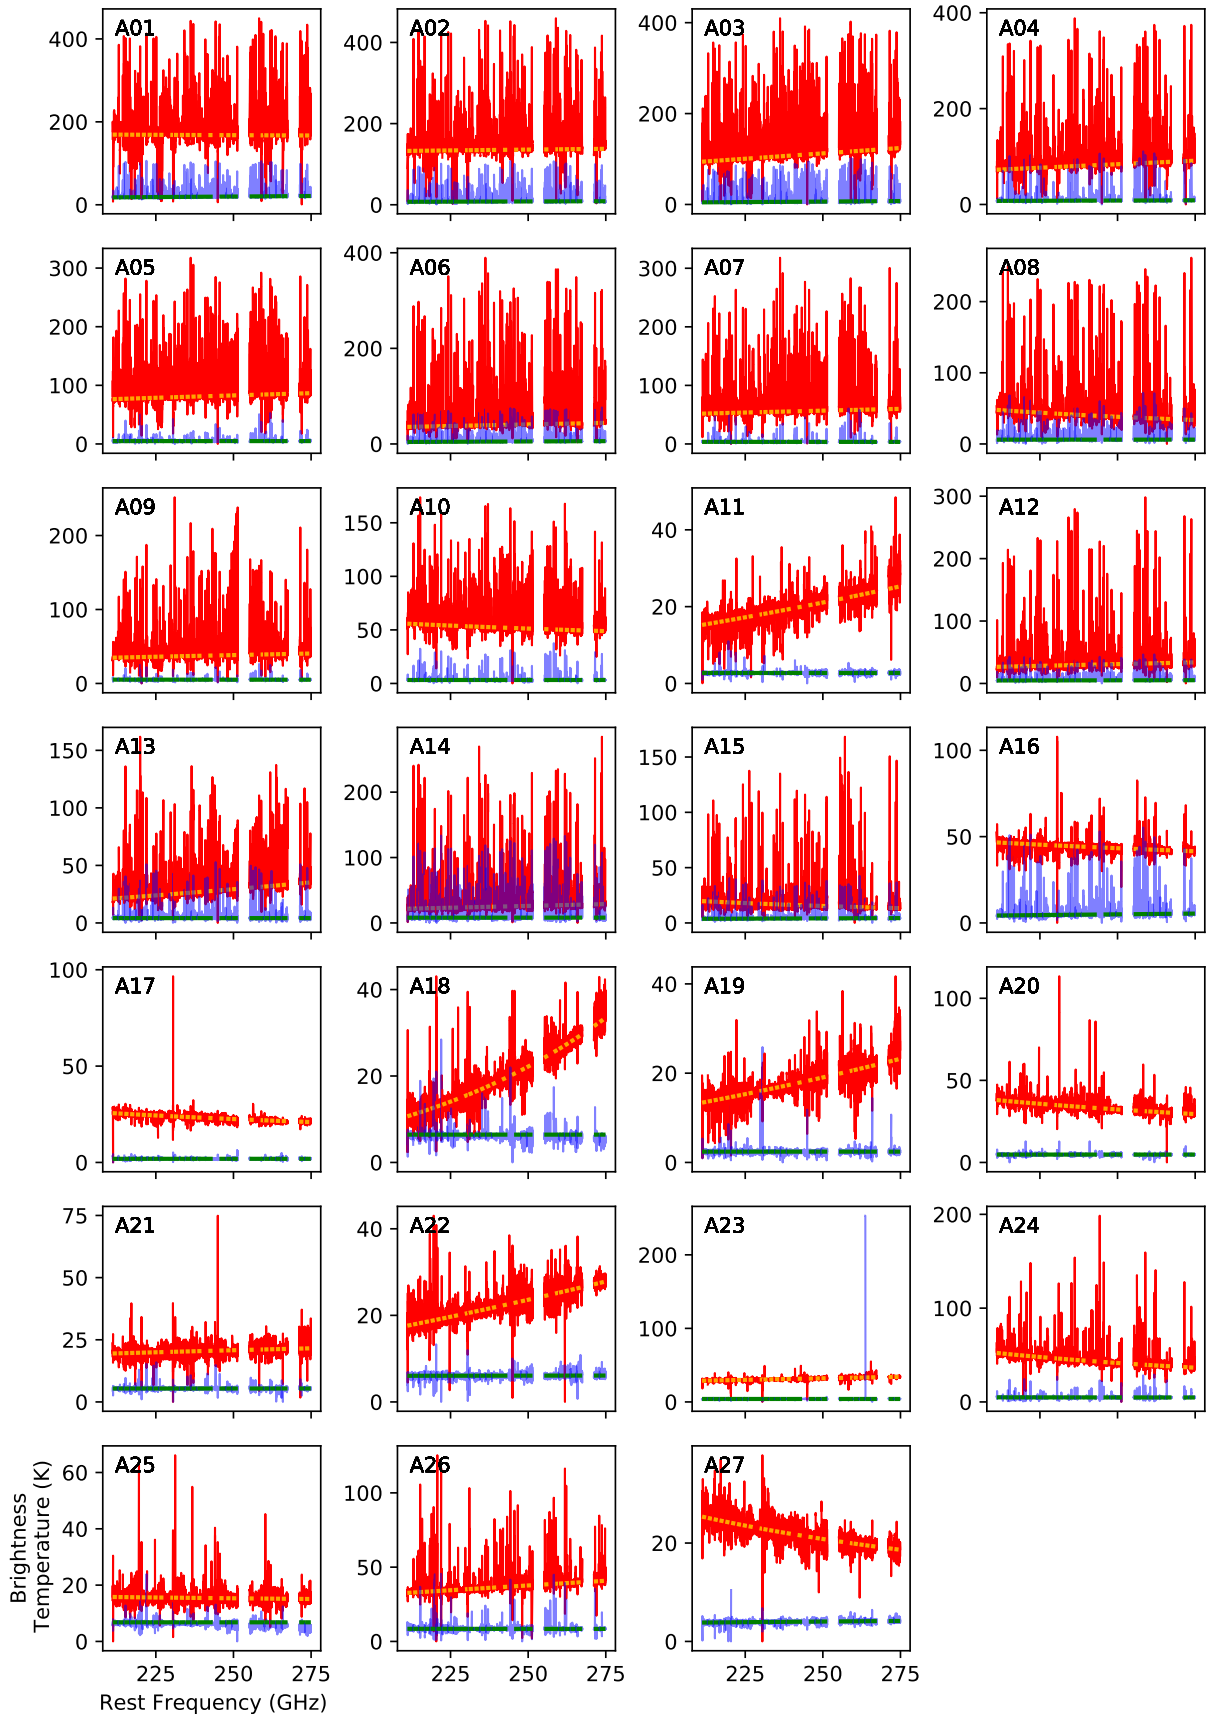 A01 A02 A03 A04
400 400 400 400
200 200 200 200
0 0 0 0
A05 A06 A07 A08
300 400 300 200
200 200 200 100
100 0 100 0
0 0
A09 A10 A11 A12
200 150 40 300
100 100 20 200
0 50 0 100
0 0
A13 A14 A15 A16
150 200 150 100
100 100 100 50
50 0 50 0
0 0
A17 A18 A19 A20
100 40 40 100
50 20 20 50
0 0 0 0
A21 A22 A23 A24
75 40 200 200
50 20 100 100
25 0 0 0
0
A25 A26 A27
60 100 20
40 50 0
20 0
0
Brightness
Temperature (K)
225 250 275 225 250 275 225 250 275
Rest Frequency (GHz)